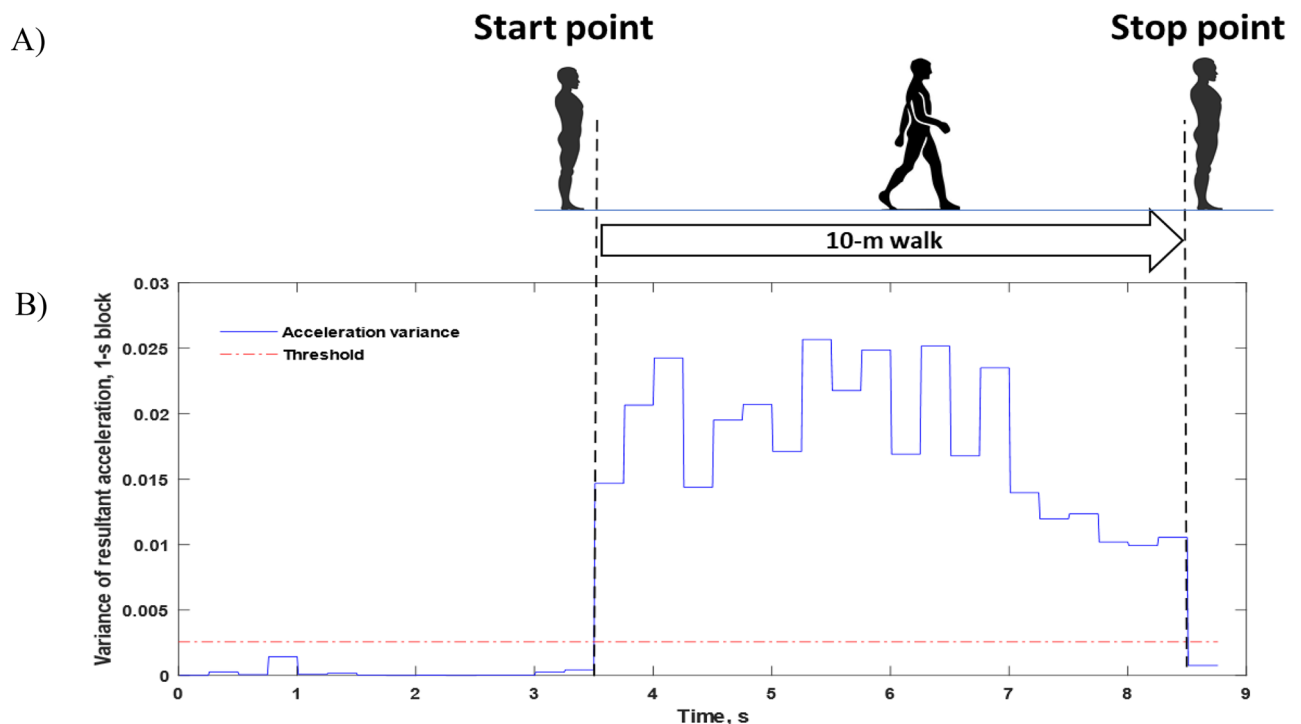 A)
Start point
Stop point
10-m walk
B)
Variance of resultant acceleration, 1-s block
0.03
0.025
0.02
0.015
0.01
0.005
0
Acceleration variance
Threshold
0 1 2 3 4 5 6 7 8 9
Time, s